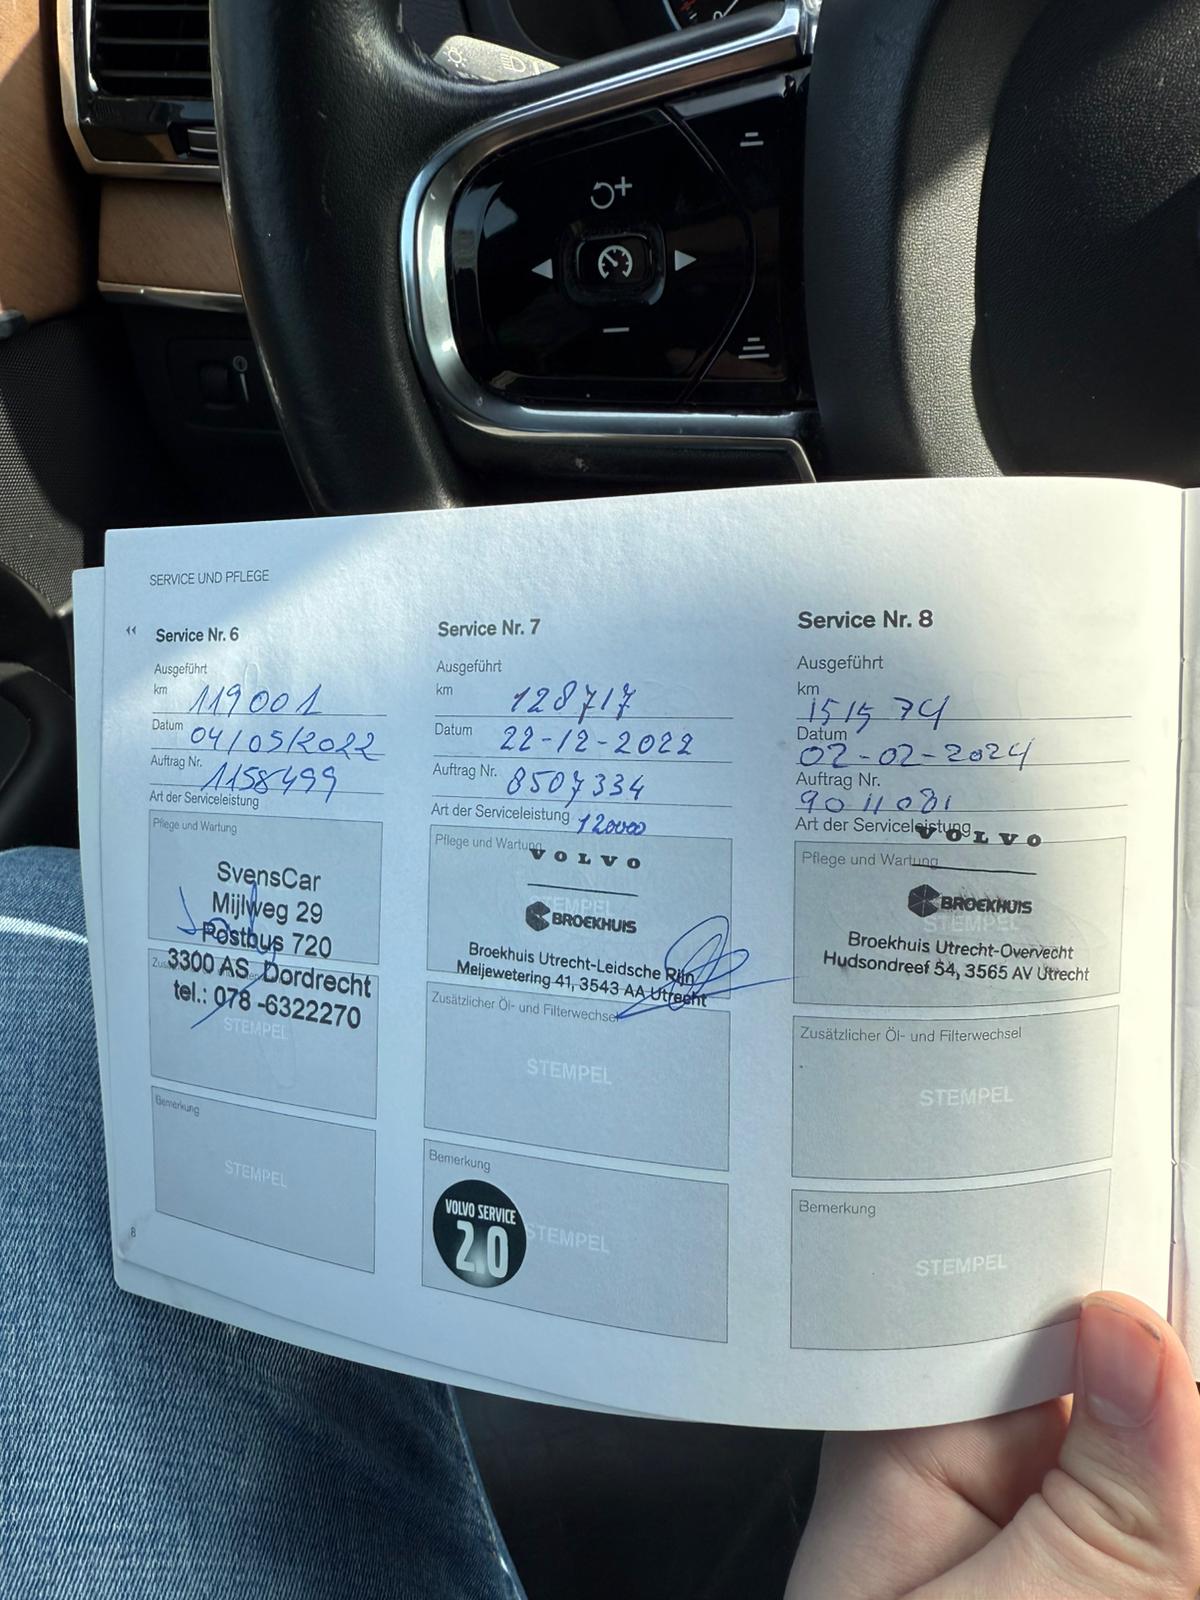 SERVICE UND PFLEGE
Service Nr. 6
Ausgeführt
km 119001
Datum 04/05/2022
Auftrag Nr. 1158499
Art der Serviceleistung
Pflege und Wartung
SvensCar
Mijlweg 29
Postbus 720
3300 AS Dordrecht
tel.: 078 -6322270
STEMPEL
Bemerkung
STEMPEL
8
Service Nr. 7
Ausgeführt
km 128717
Datum 22-12-2022
Auftrag Nr. 8507334
Art der Serviceleistung 120000
Pflege und Wartung
VOLVO
STEMPEL
BROEKHUIS
Broekhuis Utrecht-Leidsche Rijn
Meijewetering 41, 3543 AA Utrecht
Zusätzlicher Öl- und Filterwechsel
STEMPEL
Bemerkung
VOLVO SERVICE
2.0
STEMPEL
Service Nr. 8
Ausgeführt
km 151574
Datum
02-02-2024
Auftrag Nr.
9011081
Art der Serviceleistung
VOLVO
Pflege und Wartung
BROEKHUIS
STEMPEL
Broekhuis Utrecht-Overvecht
Hudsondreef 54, 3565 AV Utrecht
Zusätzlicher Öl- und Filterwechsel
STEMPEL
Bemerkung
STEMPEL